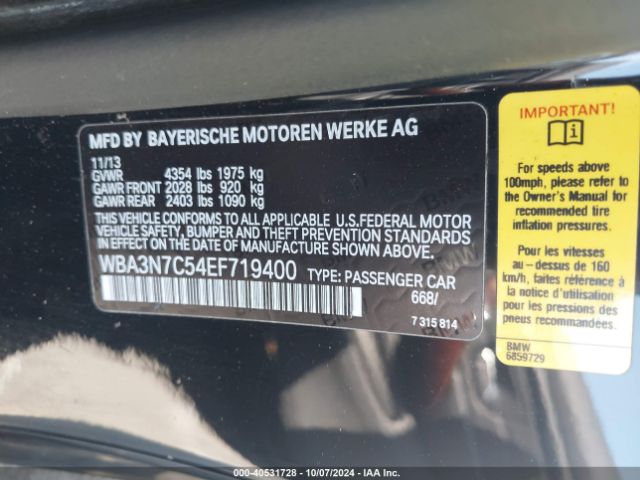 MFD BY BAYERISCHE MOTOREN WERKE AG
11/13
GVWR 4354 lbs 1975 kg
GAWR FRONT 2028 lbs 920 kg
GAWR REAR 2403 lbs 1090 kg
THIS VEHICLE CONFORMS TO ALL APPLICABLE U.S.FEDERAL MOTOR
VEHICLE SAFETY, BUMPER AND THEFT PREVENTION STANDARDS
IN EFFECT ON THE DATE OF MANUFACTURE SHOWN ABOVE.
WBA3N7C54EF719400 TYPE: PASSENGER CAR
668/
7 315 814
IMPORTANT!
For speeds above
100mph, please refer to
the Owner's Manual for
recommended tire
inflation pressures.
Pour les vitesses
au - dessus de 160
km/h, faites référence à
la notice d'utilisation
pour les pressions de
pneus recommandées.
BMW
6859729
Copart
© - 40531728 - 10/07/2024 - IAA Inc.